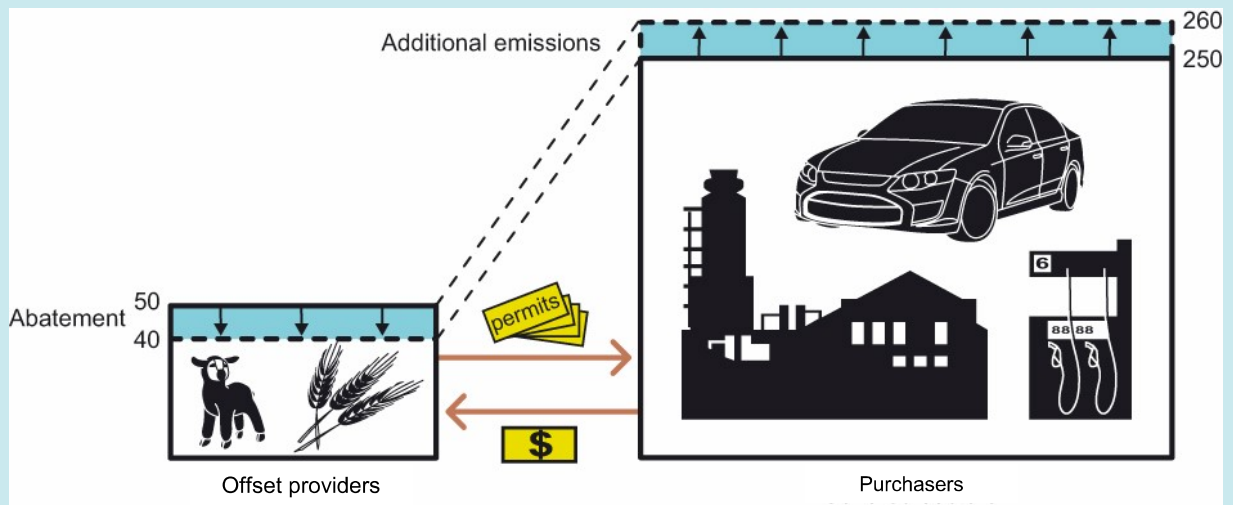 Additional emissions
260
250
50
Abatement
40
permits
6
88 88
$
Offset providers
Purchasers